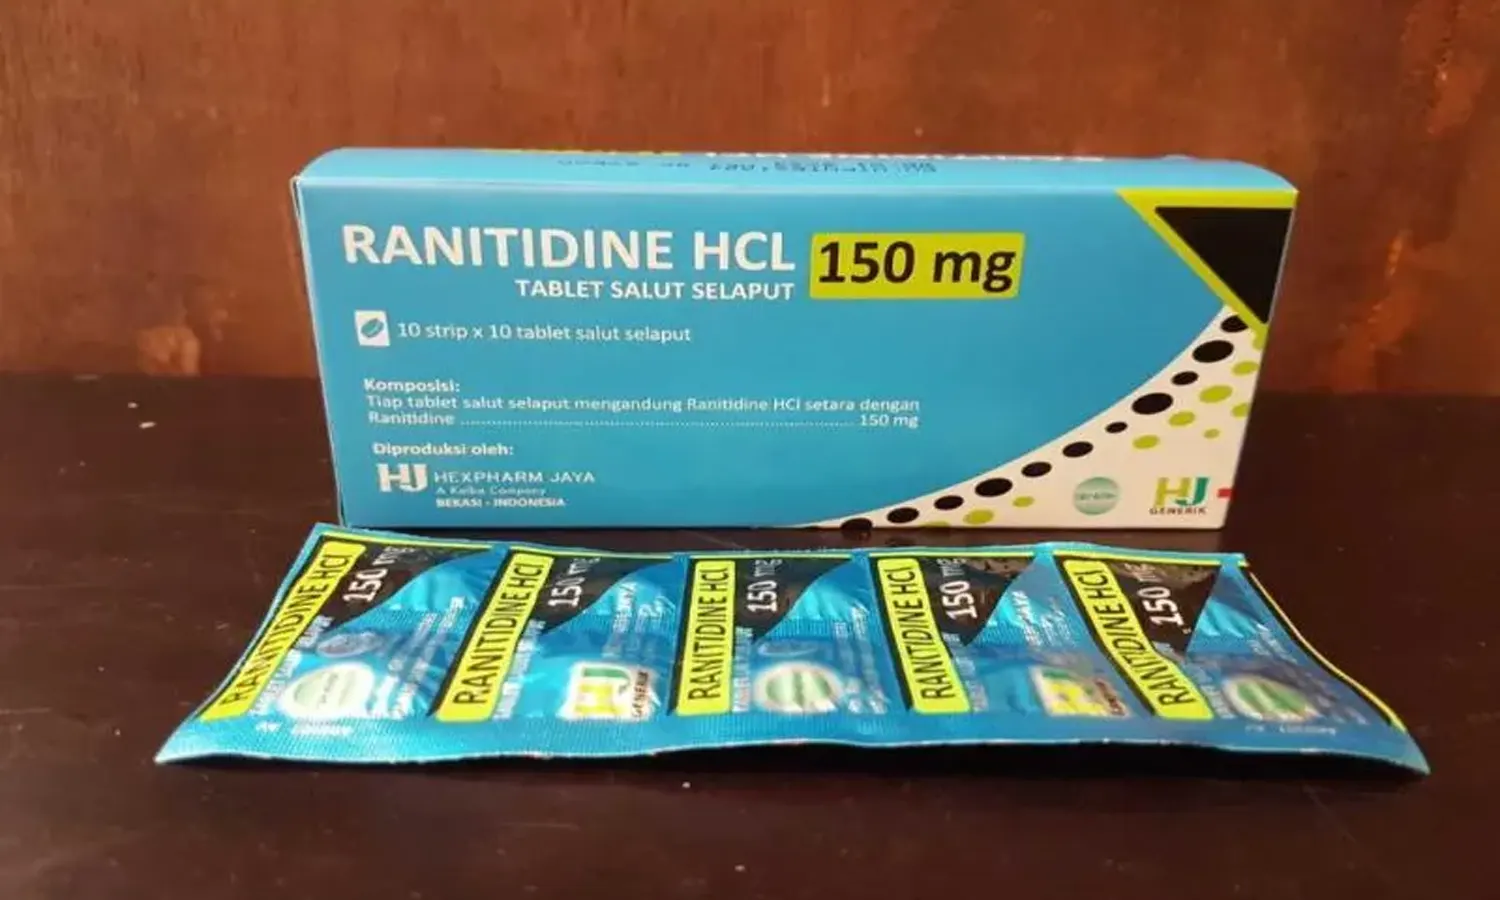 RANITIDINE HCL 150 mg
TABLET SALUT SELAPUT
10 strip x 10 tablet salut selaput
Komposisi:
Tiap tablet salut selaput mengandung Ranitidine HCl setara dengan
Ranitidine ........................................................................ 150 mg
Diproduksi oleh:
HJ HEXPHARM JAYA
A Kalbe Company
BEKASI - INDONESIA
HJ
GENERIK
RANITIDINE HCl
150 mg
RANITIDINE HCl
150 mg
HJ
GENERIK
RANITIDINE HCl
150 mg
RANITIDINE HCl
150 mg
RANITIDINE HCl
150 mg